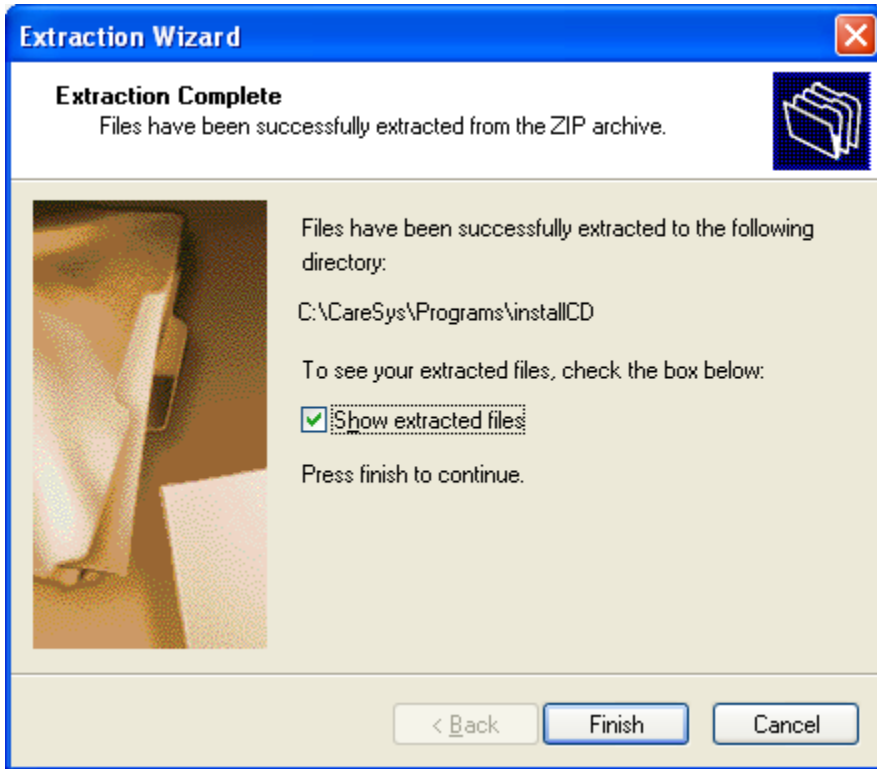 Extraction Wizard
Extraction Complete
Files have been successfully extracted from the ZIP archive.
Files have been successfully extracted to the following
directory:
C:\CareSys\Programs\installCD
To see your extracted files, check the box below:
Show extracted files
Press finish to continue.
< Back Finish Cancel